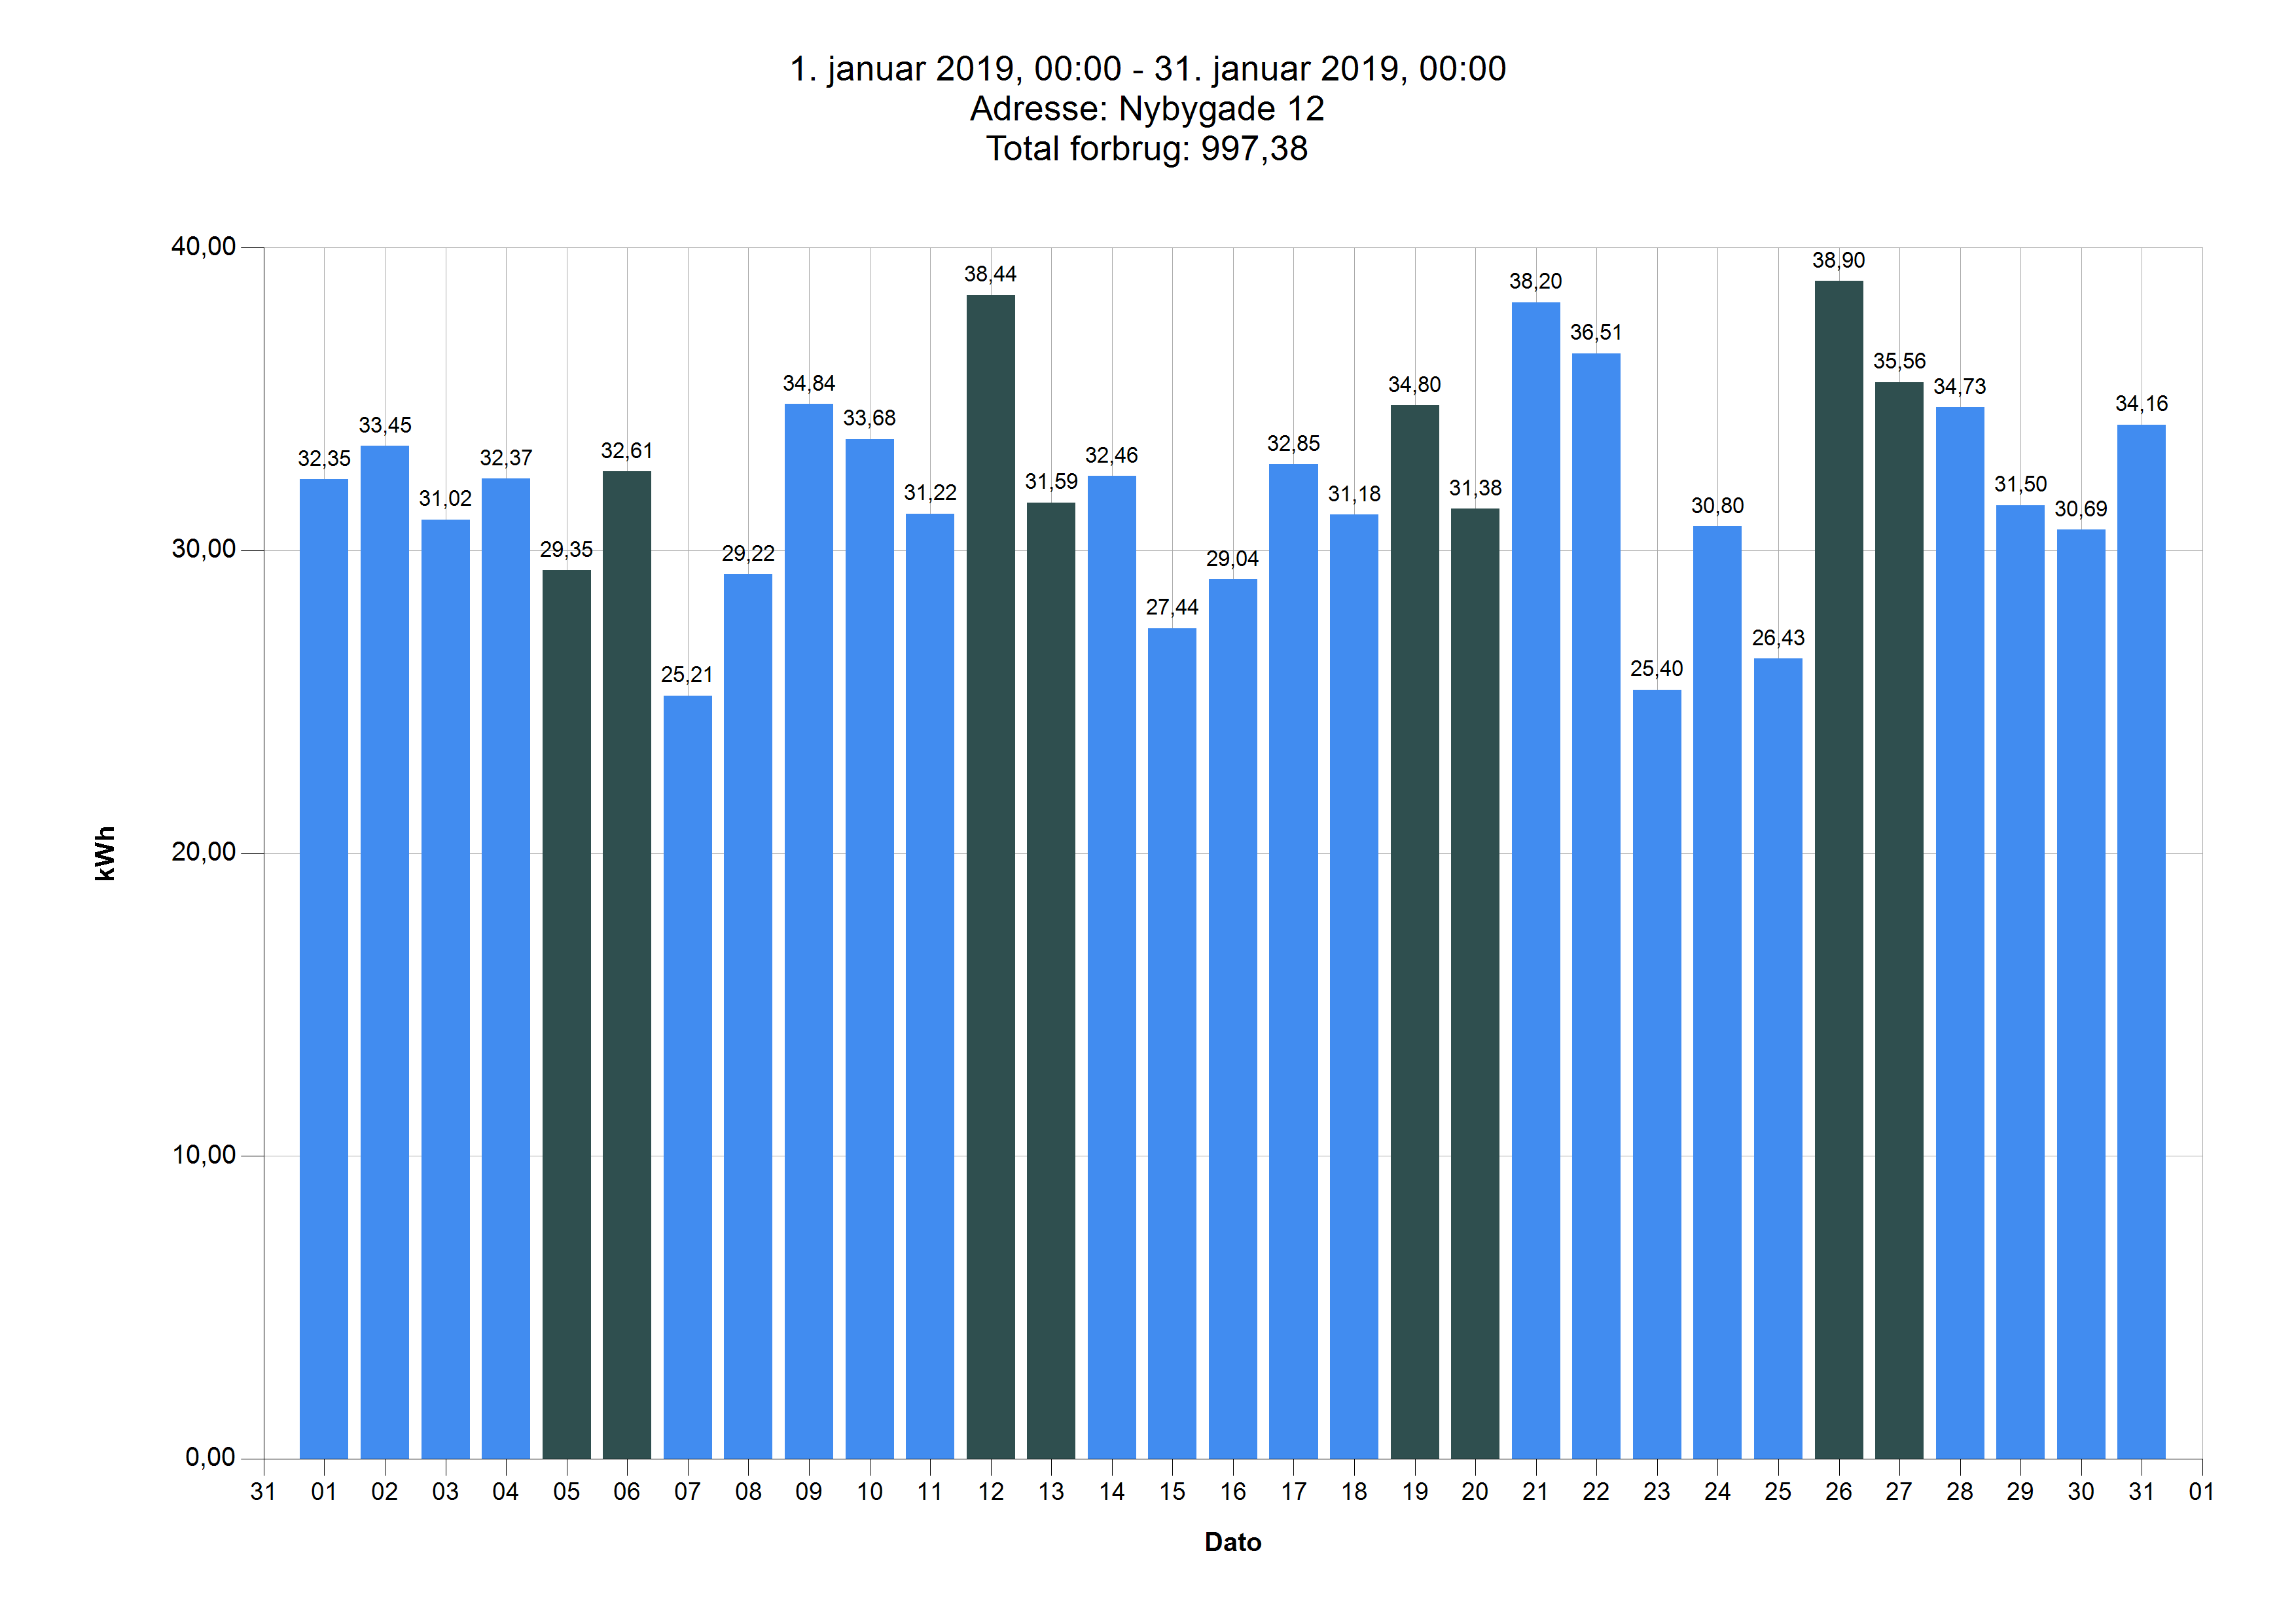 1. januar 2019, 00:00 - 31. januar 2019, 00:00
Adresse: Nybygade 12
Total forbrug: 997,38
40,00
30,00
20,00
10,00
0,00
kWh
32,35 33,45 31,02 32,37 29,35 32,61 25,21 29,22 34,84 33,68 31,22 38,44 31,59 32,46 27,44 29,04 32,85 31,18 34,80 31,38 38,20 36,51 25,40 30,80 26,43 38,90 35,56 34,73 31,50 30,69 34,16
31 01 02 03 04 05 06 07 08 09 10 11 12 13 14 15 16 17 18 19 20 21 22 23 24 25 26 27 28 29 30 31 01
Dato